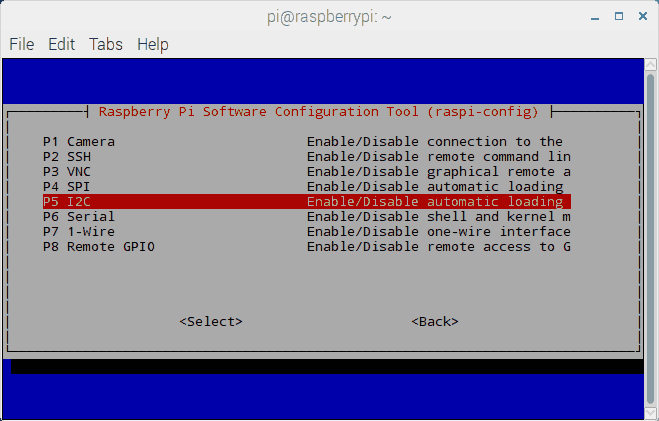 pi@raspberrypi: ~
File Edit Tabs Help
Raspberry Pi Software Configuration Tool (raspi-config)
P1 Camera Enable/Disable connection to the
P2 SSH Enable/Disable remote command lin
P3 VNC Enable/Disable graphical remote a
P4 SPI Enable/Disable automatic loading
P5 I2C Enable/Disable automatic loading
P6 Serial Enable/Disable shell and kernel m
P7 1-Wire Enable/Disable one-wire interface
P8 Remote GPIO Enable/Disable remote access to G
<Select> <Back>